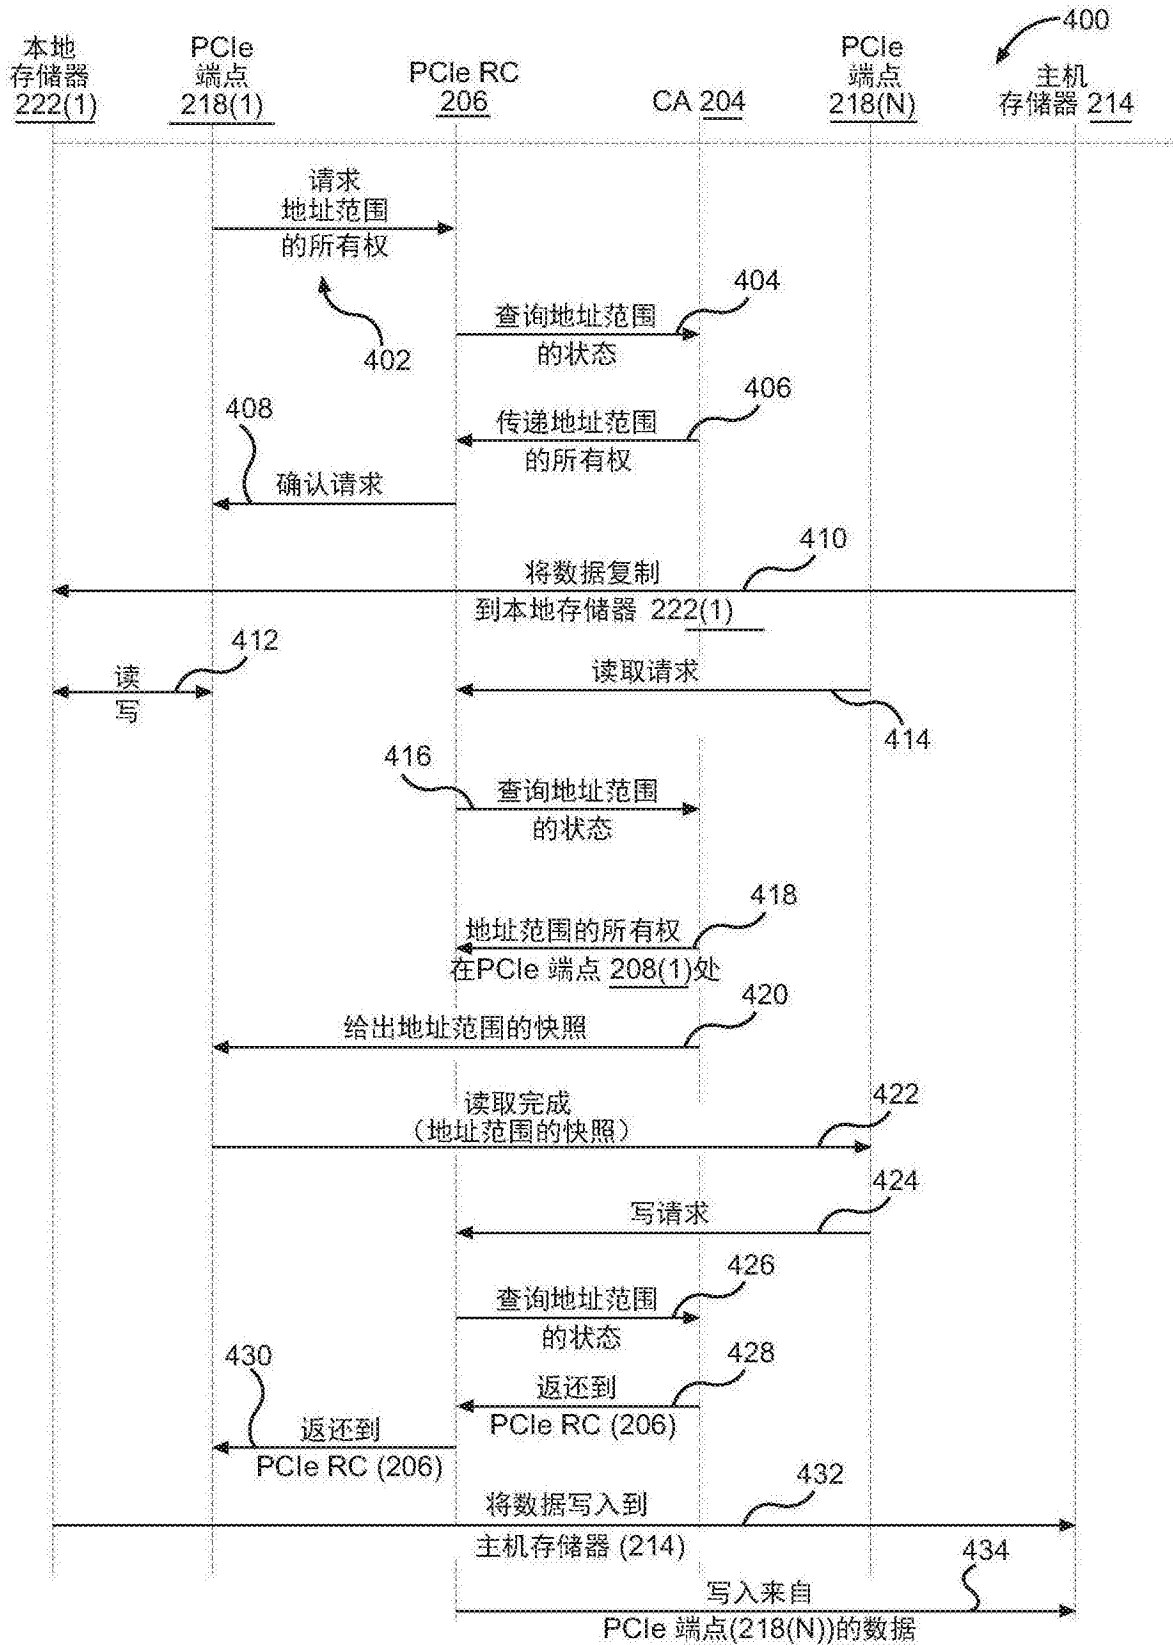 400
本地
存储器
222(1)
PCIe
端点
218(1)
PCIe RC
206
CA 204
PCIe
端点
218(N)
主机
存储器 214
请求
地址范围
的所有权
402
404
查询地址范围
的状态
406
传递地址范围
的所有权
408
确认请求
410
将数据复制
到本地存储器 222(1)
412
读
写
读取请求
414
416
查询地址范围
的状态
418
地址范围的所有权
在PCIe 端点 208(1)处
420
给出地址范围的快照
422
读取完成
（地址范围的快照）
424
写请求
426
查询地址范围
的状态
428
返还到
PCIe RC (206)
430
返还到
PCIe RC (206)
432
将数据写入到
主机存储器 (214)
434
写入来自
PCIe 端点(218(N))的数据